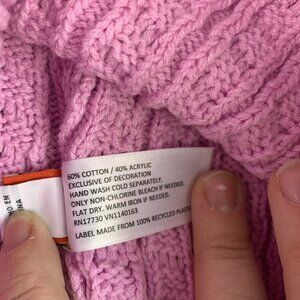 60% COTTON / 40% ACRYLIC
EXCLUSIVE OF DECORATION
HAND WASH COLD SEPARATELY.
ONLY NON-CHLORINE BLEACH IF NEEDED.
FLAT DRY. WARM IRON IF NEEDED.
RN17730 VN1140163
LABEL MADE FROM 100% RECYCLED